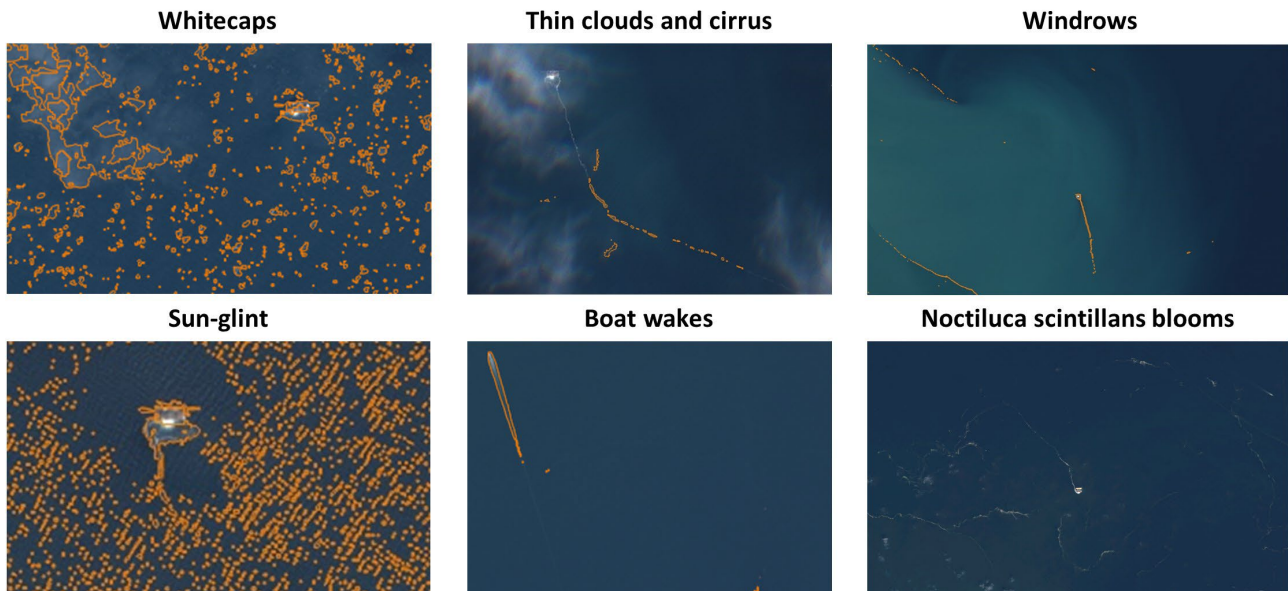 Whitecaps
Thin clouds and cirrus
Windrows
Sun-glint
Boat wakes
Noctiluca scintillans blooms